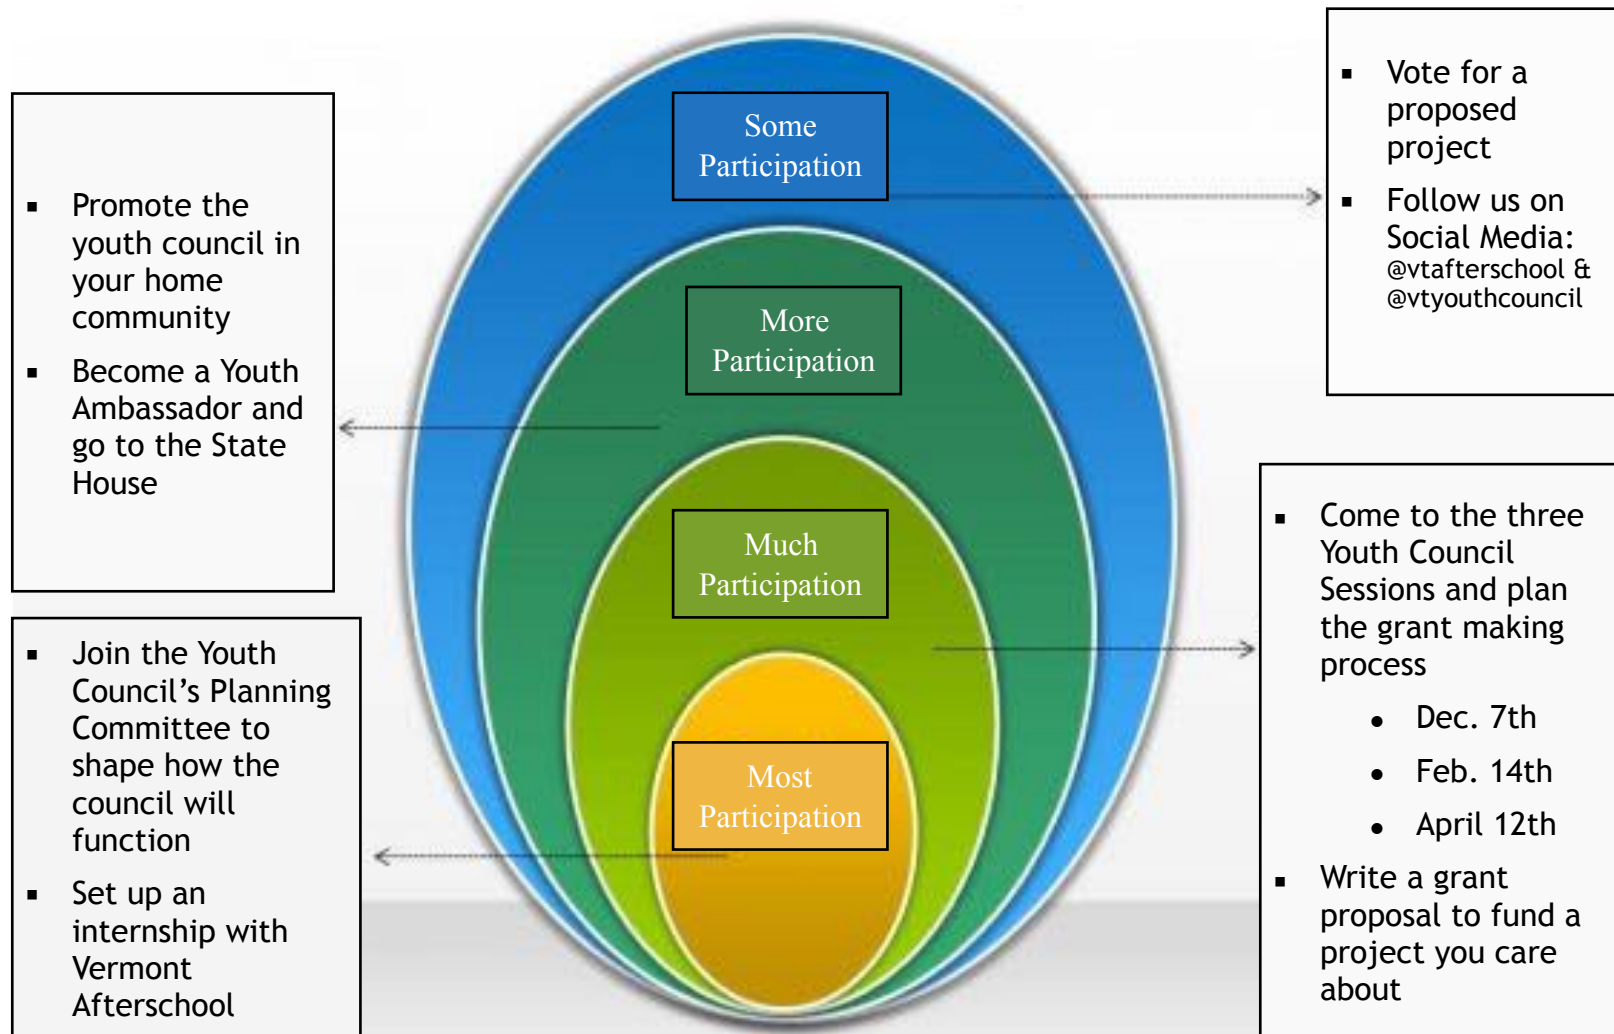 Some
Participation
▪ Vote for a
proposed
project
▪ Follow us on
Social Media:
@vtafterschool &
@vtyouthcouncil
▪ Promote the
youth council in
your home
community
▪ Become a Youth
Ambassador and
go to the State
House
More
Participation
Much
Participation
▪ Come to the three
Youth Council
Sessions and plan
the grant making
process
• Dec. 7th
• Feb. 14th
• April 12th
▪ Write a grant
proposal to fund a
project you care
about
▪ Join the Youth
Council’s Planning
Committee to
shape how the
council will
function
▪ Set up an
internship with
Vermont
Afterschool
Most
Participation